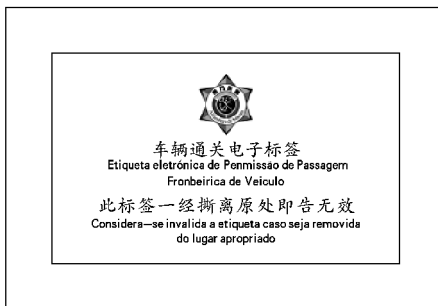 车辆通关电子标签
Etiqueta eletrónica de Penmissão de Passagem
Fronbeirica de Veiculo
此标签一经撕离原处即告无效
Considera—se invalida a etiqueta caso seja removida
do lugar apropriado